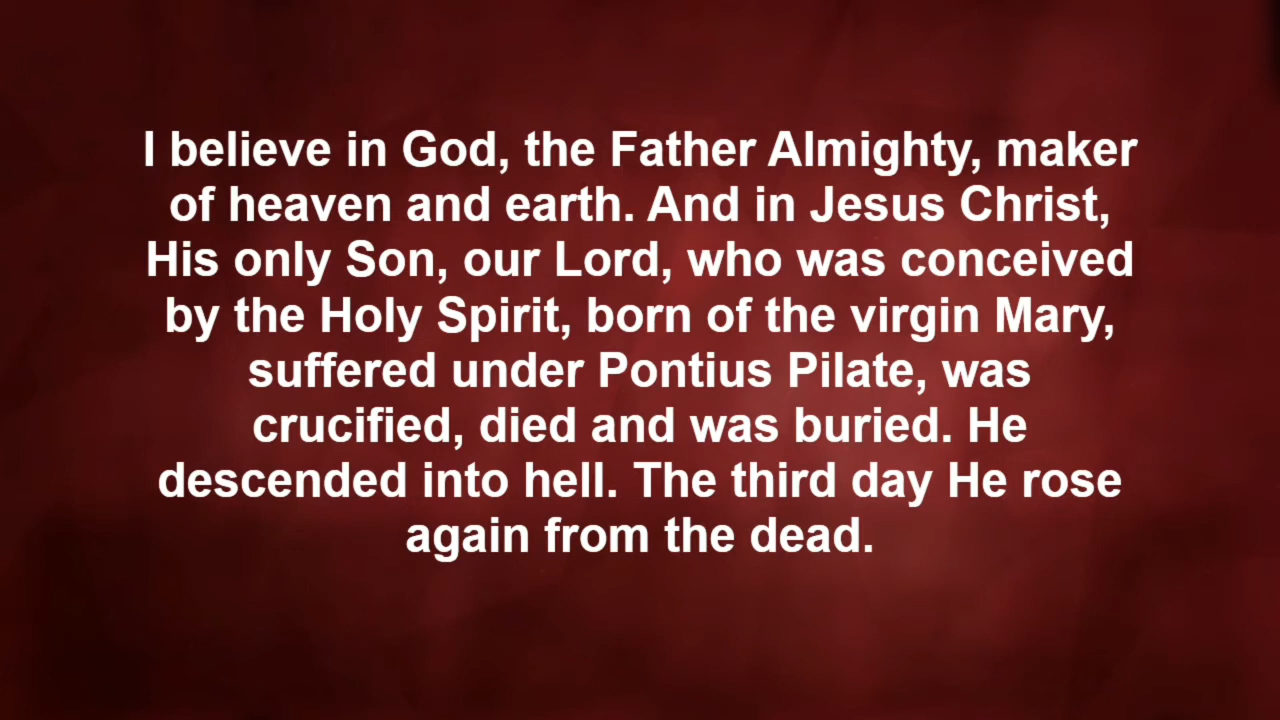 I believe in God, the Father Almighty, maker
of heaven and earth. And in Jesus Christ,
His only Son, our Lord, who was conceived
by the Holy Spirit, born of the virgin Mary,
suffered under Pontius Pilate, was
crucified, died and was buried. He
descended into hell. The third day He rose
again from the dead.